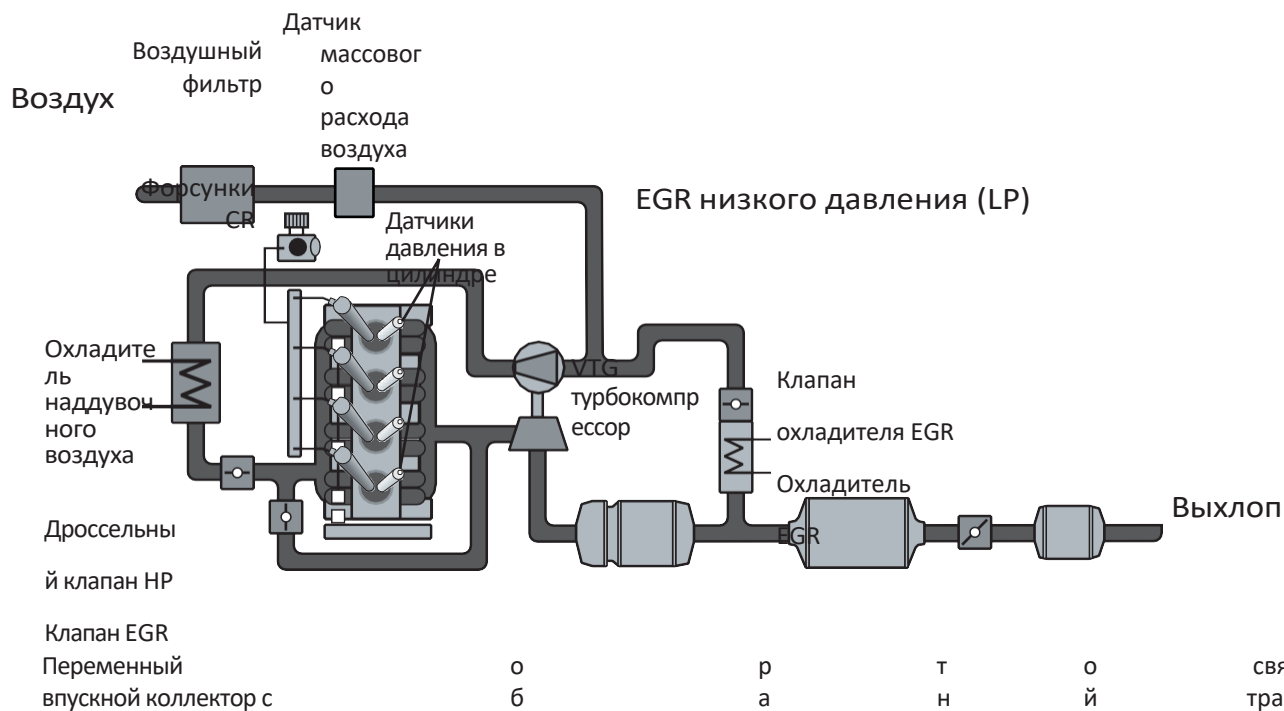 Датчик
массовог
о
расхода
воздуха
Воздушный
фильтр
Воздух
Форсунки
CR
Датчики
давления в
цилиндре
EGR низкого давления (LP)
Охладите
ль
наддувоч
ного
воздуха
VTG
турбокомпр
ессор
Клапан
охладителя EGR
Охладитель
EGR
Выхлоп
Дроссельны
й клапан HP
Клапан EGR
Переменный о р т о свя
впускной коллектор с б а н й тра